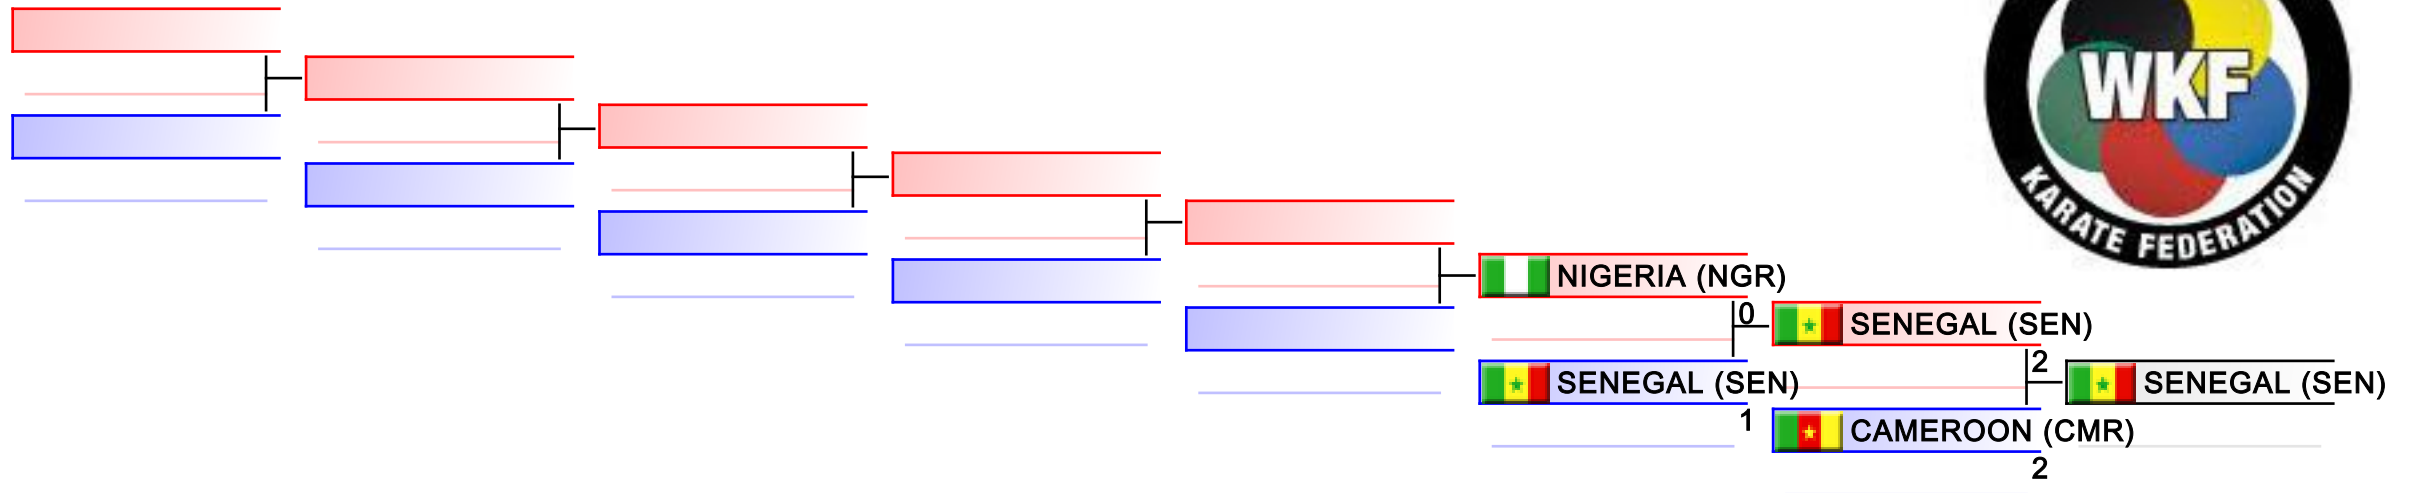 WKF
KARATE FEDERATION
NIGERIA (NGR)
0
SENEGAL (SEN)
SENEGAL (SEN)
1
2
SENEGAL (SEN)
CAMEROON (CMR)
2